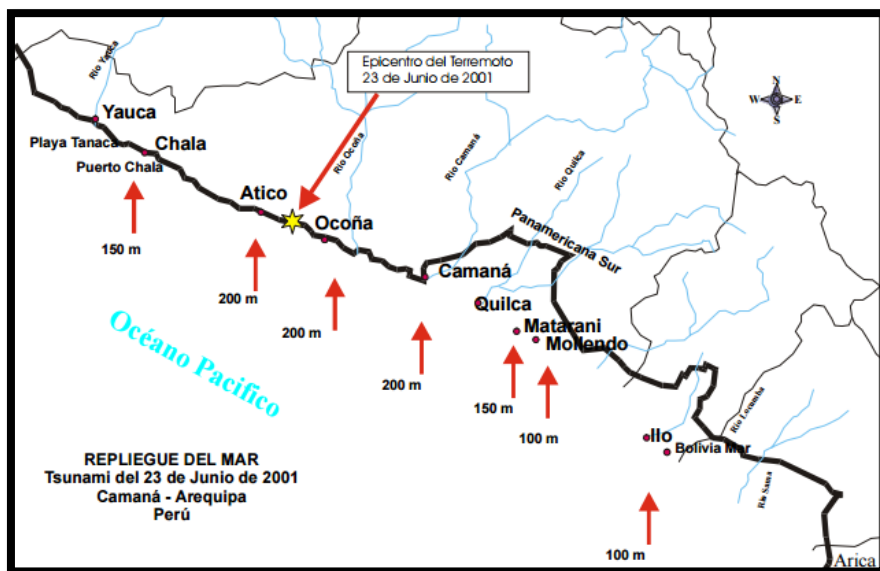 Epicentro del Terremoto
23 de Junio de 2001
N
W E
S
Río Yauca
Yauca
Playa Tanaca
Chala
Puerto Chala
150 m
Atico
200 m
Río Ocoña
Ocoña
200 m
Río Camaná
Camaná
200 m
Río Quilca
Panamericana Sur
Quilca
Matarani
Mollendo
150 m
100 m
Océano Pacifico
Ilo
Bolivia Mar
Río Locumba
Río Sama
100 m
Arica
REPLIEGUE DEL MAR
Tsunami del 23 de Junio de 2001
Camaná - Arequipa
Perú